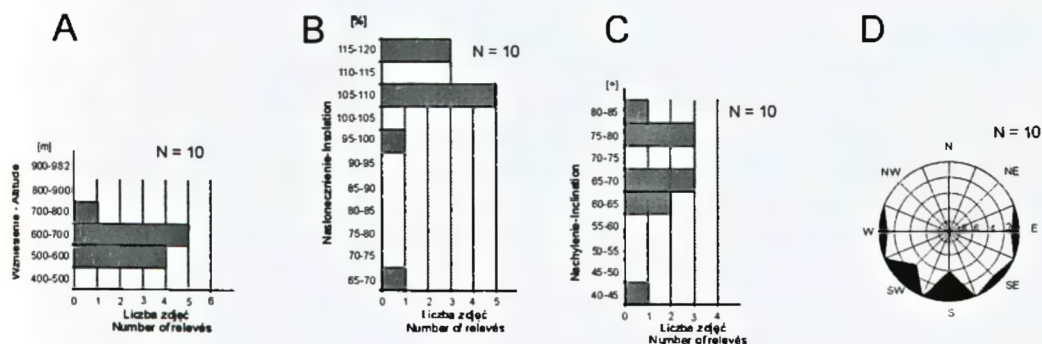 A
[m]
N = 10
Wzniesienie - Altitude
900-982
800-900
700-800
600-700
500-600
400-500
0 1 2 3 4 5 6
Liczba zdjęć
Number of relevés
B
[%]
N = 10
Nasłonecznienie-Insolation
115-120
110-115
105-110
100-105
95-100
90-95
85-90
80-85
75-80
70-75
65-70
0 1 2 3 4 5
Liczba zdjęć
Number of relevés
C
[°]
N = 10
Nachylenie-Inclination
80-85
75-80
70-75
65-70
60-65
55-60
50-55
45-50
40-45
0 1 2 3 4
Liczba zdjęć
Number of relevés
D
N = 10
N
NW NE
W E
SW SE
S